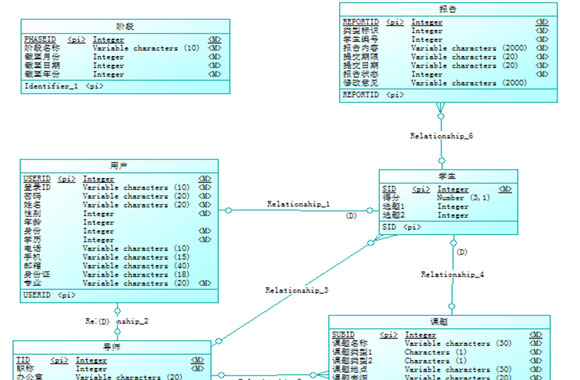 阶段
PHASEID <pi> Integer <M>
阶段名称 Variable characters (10) <M>
截至月份 Integer <M>
截至日期 Integer <M>
截至年份 Integer <M>
Identifier_1 <pi>
报告
REPORTID <pi> Integer <M>
类型标识 Integer <M>
学生编号 Integer <M>
报告内容 Variable characters (2000) <M>
提交期限 Variable characters (20) <M>
提交日期 Variable characters (20) <M>
报告状态 Integer <M>
修改意见 Variable characters (2000)
REPORTID <pi>
Relationship_6
用户
USERID <pi> Integer <M>
登录ID Variable characters (10) <M>
密码 Variable characters (20) <M>
姓名 Variable characters (20) <M>
性别 Integer <M>
年龄 Integer
身份 Integer <M>
学历 Integer <M>
电话 Variable characters (10)
手机 Variable characters (15)
邮箱 Variable characters (40)
身份证 Variable characters (18)
专业 Variable characters (20) <M>
USERID <pi>
Relationship_1
(D)
学生
SID <pi> Integer <M>
得分 Number (3,1)
选题1 Integer
选题2 Integer
SID <pi>
(D)
Relationship_4
Relationship_3
(D)
nship_2
导师
TID <pi> Integer <M>
职称 Integer <M>
办公室 Variable characters (20)
课题
SUBID <pi> Integer <M>
课题名称 Variable characters (30) <M>
课题类型1 Characters (1) <M>
课题类型2 Characters (1) <M>
课题地点 Variable characters (30) <M>
Variable characters (20) <M>